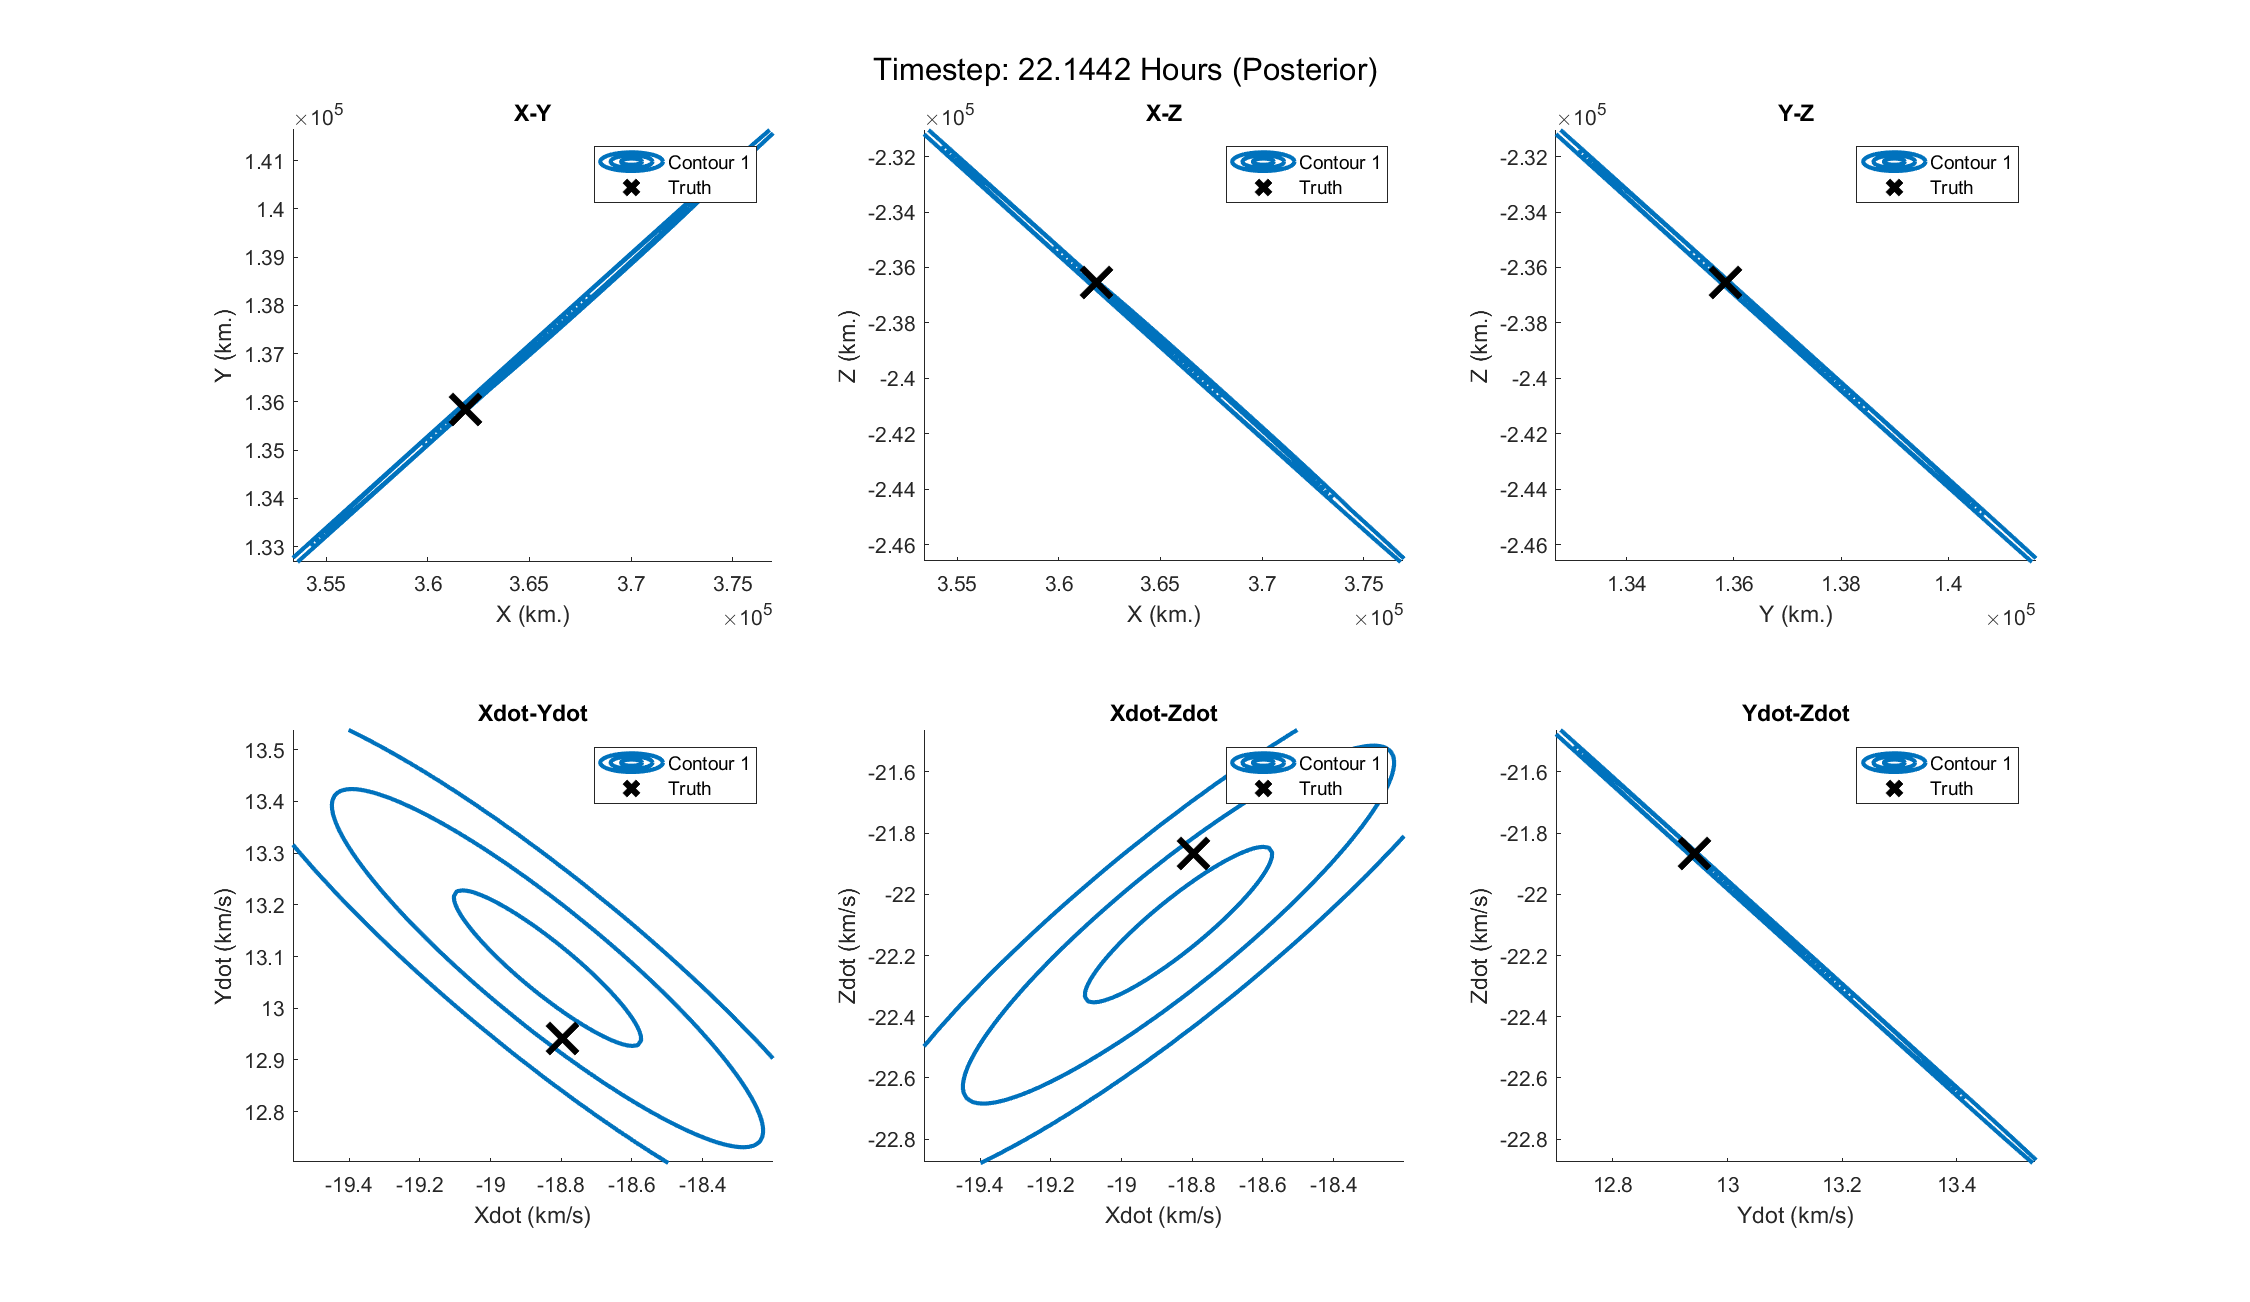 Timestep: 22.1442 Hours (Posterior)
X-Y
×10^5
1.41
1.4
1.39
1.38
1.37
1.36
1.35
1.34
1.33
Y (km.)
Contour 1
Truth
3.55 3.6 3.65 3.7 3.75
X (km.)
×10^5
X-Z
×10^5
-2.32
-2.34
-2.36
-2.38
-2.4
-2.42
-2.44
-2.46
Z (km.)
Contour 1
Truth
3.55 3.6 3.65 3.7 3.75
X (km.)
×10^5
Y-Z
×10^5
-2.32
-2.34
-2.36
-2.38
-2.4
-2.42
-2.44
-2.46
Z (km.)
Contour 1
Truth
1.34 1.36 1.38 1.4
Y (km.)
×10^5
Xdot-Ydot
13.5
13.4
13.3
13.2
13.1
13
12.9
12.8
Ydot (km/s)
Contour 1
Truth
-19.4 -19.2 -19 -18.8 -18.6 -18.4
Xdot (km/s)
Xdot-Zdot
-21.6
-21.8
-22
-22.2
-22.4
-22.6
-22.8
Zdot (km/s)
Contour 1
Truth
-19.4 -19.2 -19 -18.8 -18.6 -18.4
Xdot (km/s)
Ydot-Zdot
-21.6
-21.8
-22
-22.2
-22.4
-22.6
-22.8
Zdot (km/s)
Contour 1
Truth
12.8 13 13.2 13.4
Ydot (km/s)